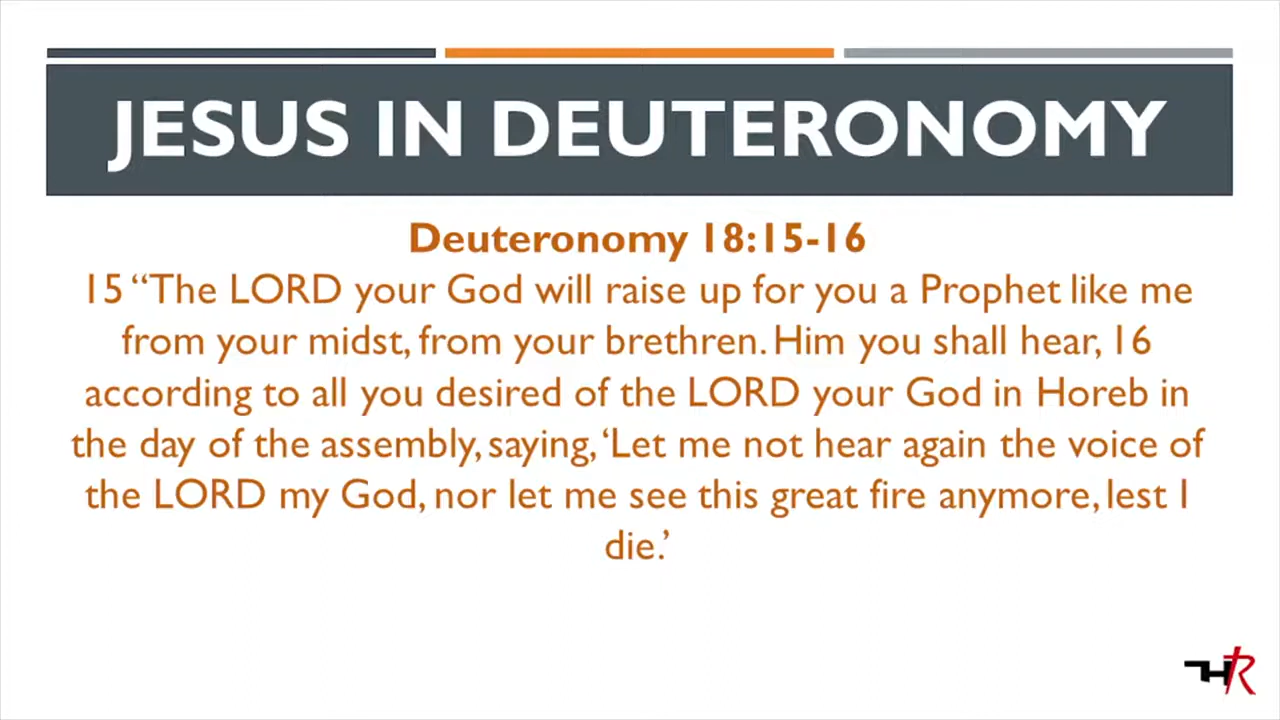 JESUS IN DEUTERONOMY
Deuteronomy 18:15-16
15 “The LORD your God will raise up for you a Prophet like me
from your midst, from your brethren. Him you shall hear, 16
according to all you desired of the LORD your God in Horeb in
the day of the assembly, saying, ‘Let me not hear again the voice of
the LORD my God, nor let me see this great fire anymore, lest I
die.’
HR